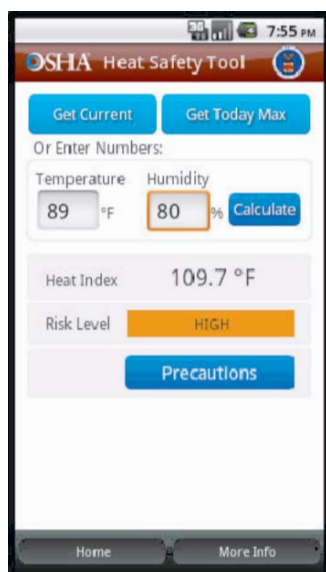 7:55 PM
OSHA Heat Safety Tool
Get Current Get Today Max
Or Enter Numbers:
Temperature Humidity
89 °F 80 % Calculate
Heat Index 109.7 °F
Risk Level HIGH
Precautions
Home More Info